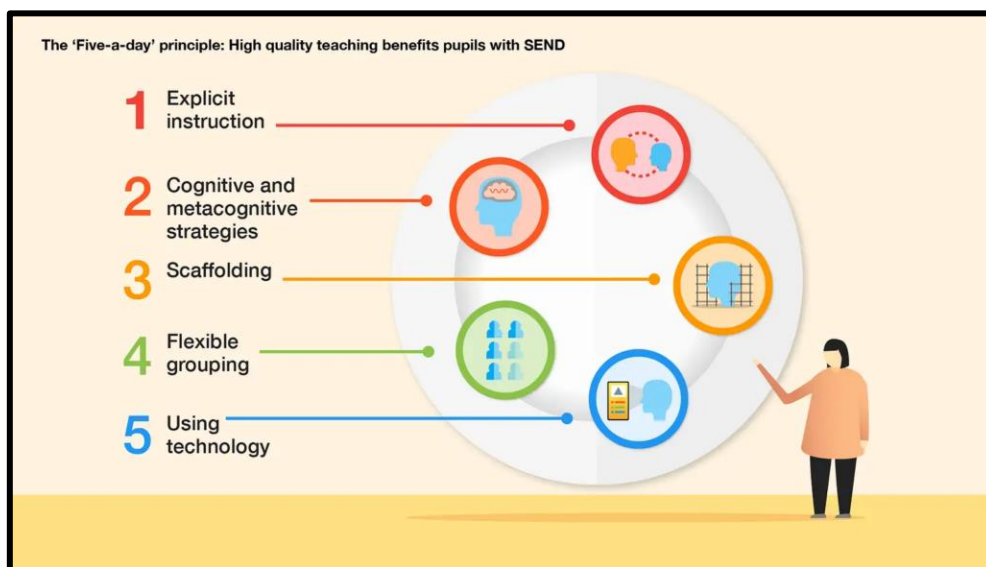 The ‘Five-a-day’ principle: High quality teaching benefits pupils with SEND
1 Explicit
instruction
2 Cognitive and
metacognitive
strategies
3 Scaffolding
4 Flexible
grouping
5 Using
technology